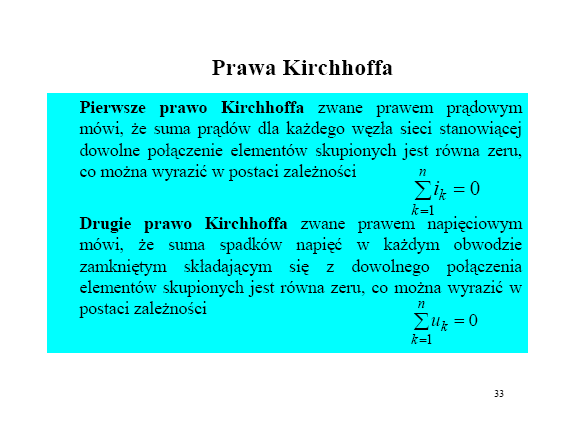 Prawa Kirchhoffa
Pierwsze prawo Kirchhoffa zwane prawem prądowym
mówi, że suma prądów dla każdego węzła sieci stanowiącej
dowolne połączenie elementów skupionych jest równa zeru,
co można wyrazić w postaci zależności
n
∑ iₖ = 0
k=1
Drugie prawo Kirchhoffa zwane prawem napięciowym
mówi, że suma spadków napięć w każdym obwodzie
zamkniętym składającym się z dowolnego połączenia
elementów skupionych jest równa zeru, co można wyrazić w
postaci zależności
n
∑ uₖ = 0
k=1
33